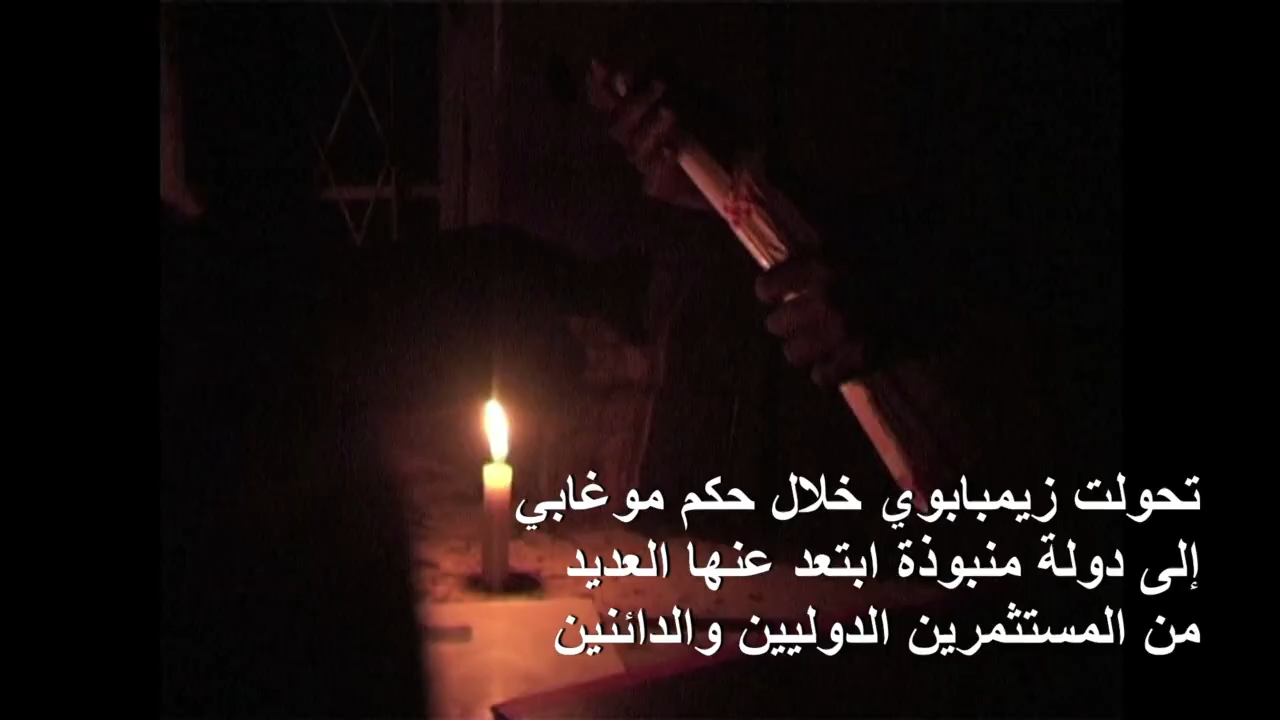 تحولت زيمبابوي خلال حكم موغابي
إلى دولة منبوذة ابتعد عنها العديد
من المستثمرين الدوليين والدائنين